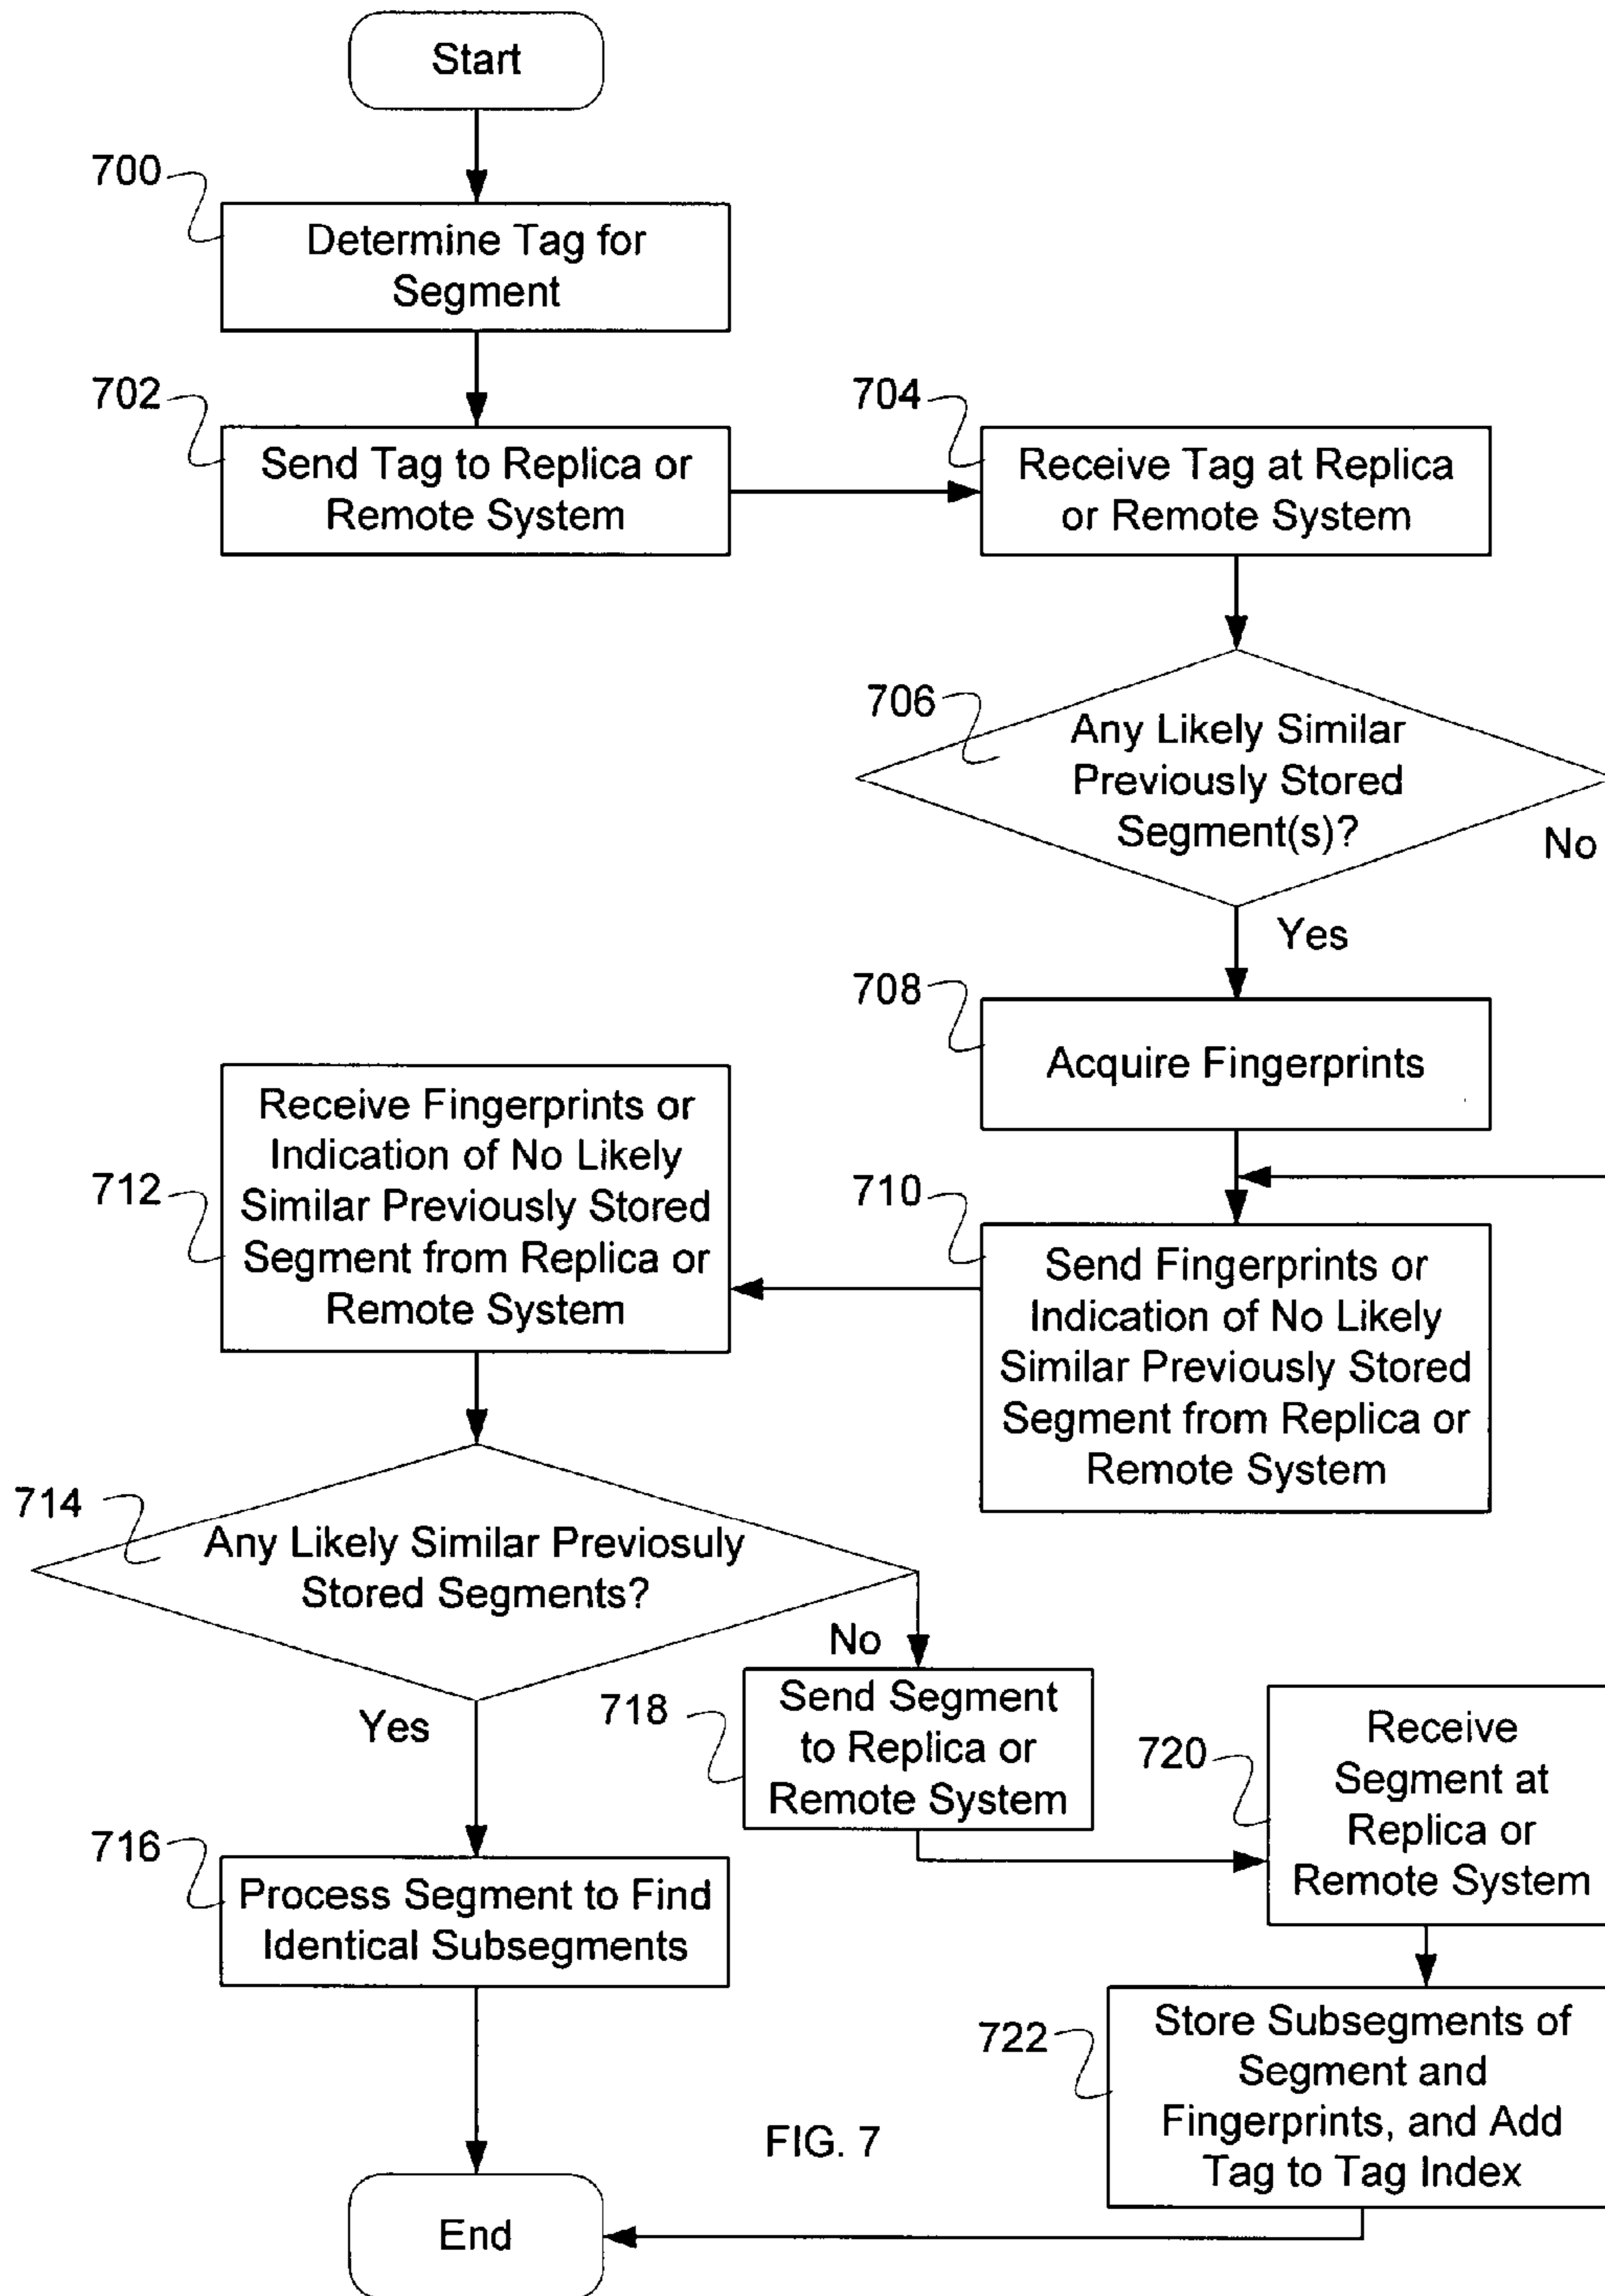 Start
700
Determine Tag for
Segment
702
Send Tag to Replica or
Remote System
704
Receive Tag at Replica
or Remote System
706
Any Likely Similar
Previously Stored
Segment(s)?
No
Yes
708
Acquire Fingerprints
710
Send Fingerprints or
Indication of No Likely
Similar Previously Stored
Segment from Replica or
Remote System
712
Receive Fingerprints or
Indication of No Likely
Similar Previously Stored
Segment from Replica or
Remote System
714
Any Likely Similar Previosuly
Stored Segments?
No
Yes
718
Send Segment
to Replica or
Remote System
720
Receive
Segment at
Replica or
Remote System
716
Process Segment to Find
Identical Subsegments
722
Store Subsegments of
Segment and
Fingerprints, and Add
Tag to Tag Index
FIG. 7
End